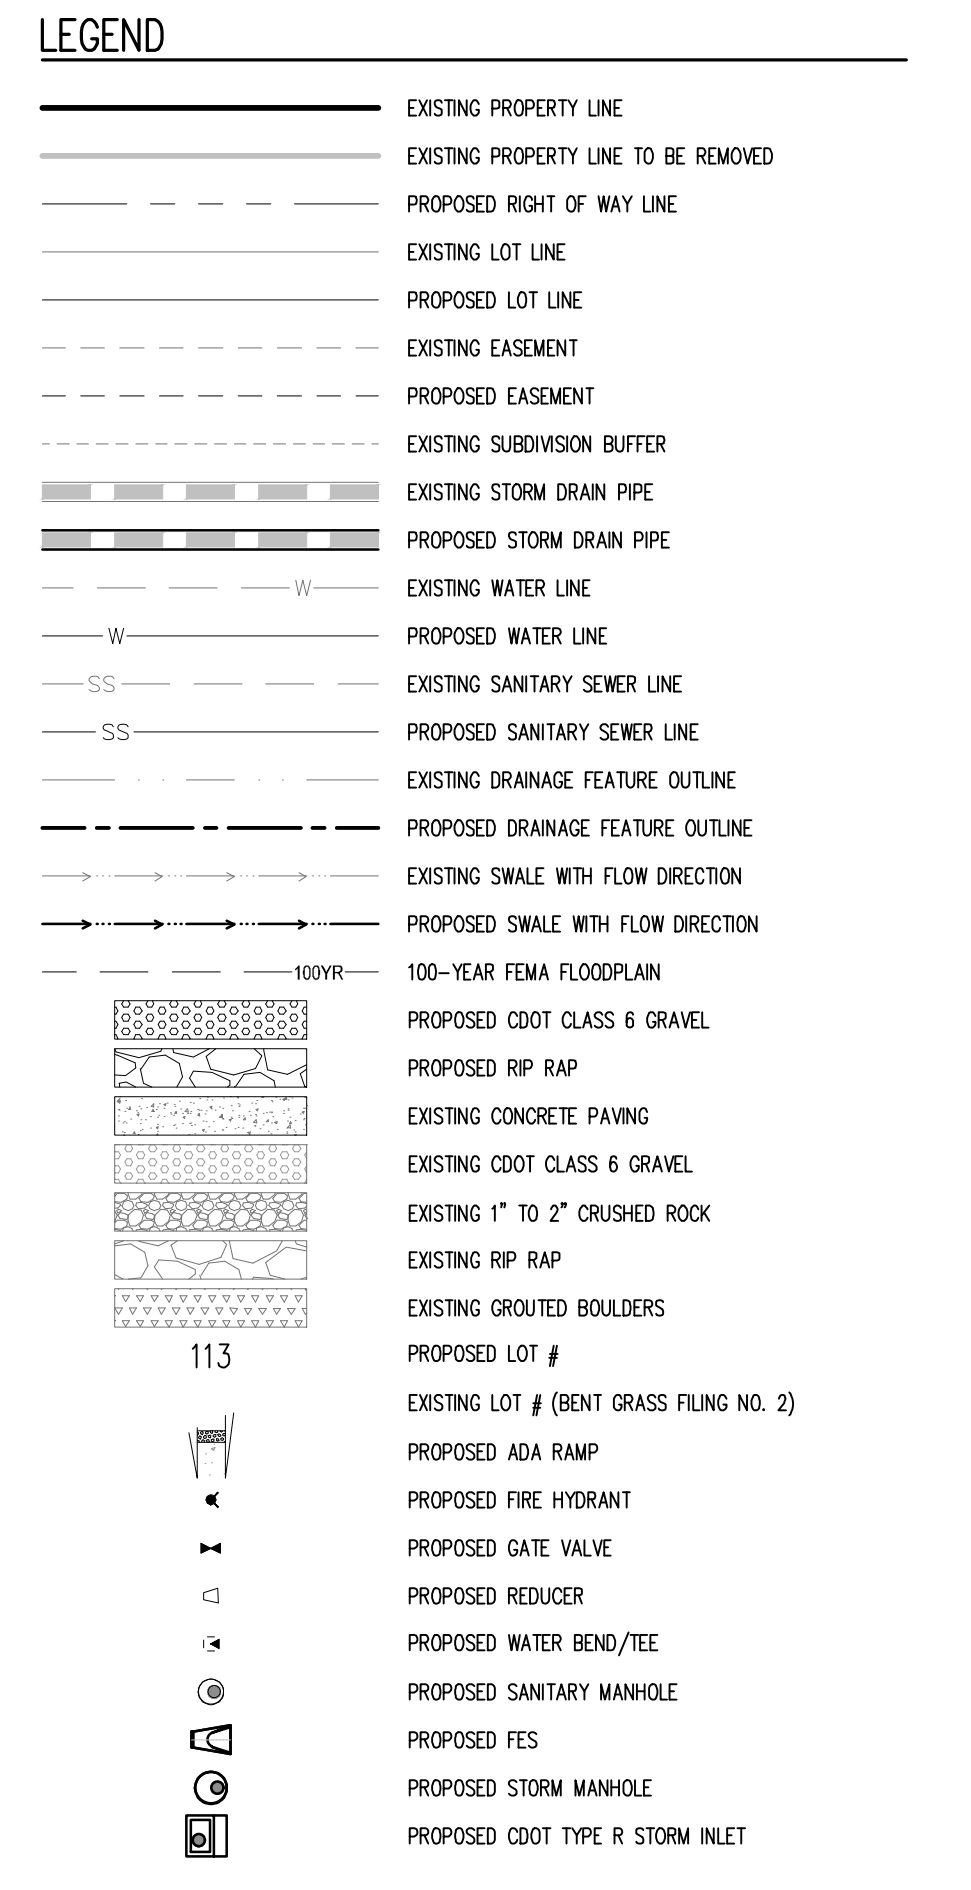 LEGEND
EXISTING PROPERTY LINE
EXISTING PROPERTY LINE TO BE REMOVED
PROPOSED RIGHT OF WAY LINE
EXISTING LOT LINE
PROPOSED LOT LINE
EXISTING EASEMENT
PROPOSED EASEMENT
EXISTING SUBDIVISION BUFFER
EXISTING STORM DRAIN PIPE
PROPOSED STORM DRAIN PIPE
W EXISTING WATER LINE
W PROPOSED WATER LINE
SS EXISTING SANITARY SEWER LINE
SS PROPOSED SANITARY SEWER LINE
EXISTING DRAINAGE FEATURE OUTLINE
PROPOSED DRAINAGE FEATURE OUTLINE
EXISTING SWALE WITH FLOW DIRECTION
PROPOSED SWALE WITH FLOW DIRECTION
100YR 100-YEAR FEMA FLOODPLAIN
PROPOSED CDOT CLASS 6 GRAVEL
PROPOSED RIP RAP
EXISTING CONCRETE PAVING
EXISTING CDOT CLASS 6 GRAVEL
EXISTING 1" TO 2" CRUSHED ROCK
EXISTING RIP RAP
EXISTING GROUTED BOULDERS
113 PROPOSED LOT #
EXISTING LOT # (BENT GRASS FILING NO. 2)
PROPOSED ADA RAMP
PROPOSED FIRE HYDRANT
PROPOSED GATE VALVE
PROPOSED REDUCER
PROPOSED WATER BEND/TEE
PROPOSED SANITARY MANHOLE
PROPOSED FES
PROPOSED STORM MANHOLE
PROPOSED CDOT TYPE R STORM INLET